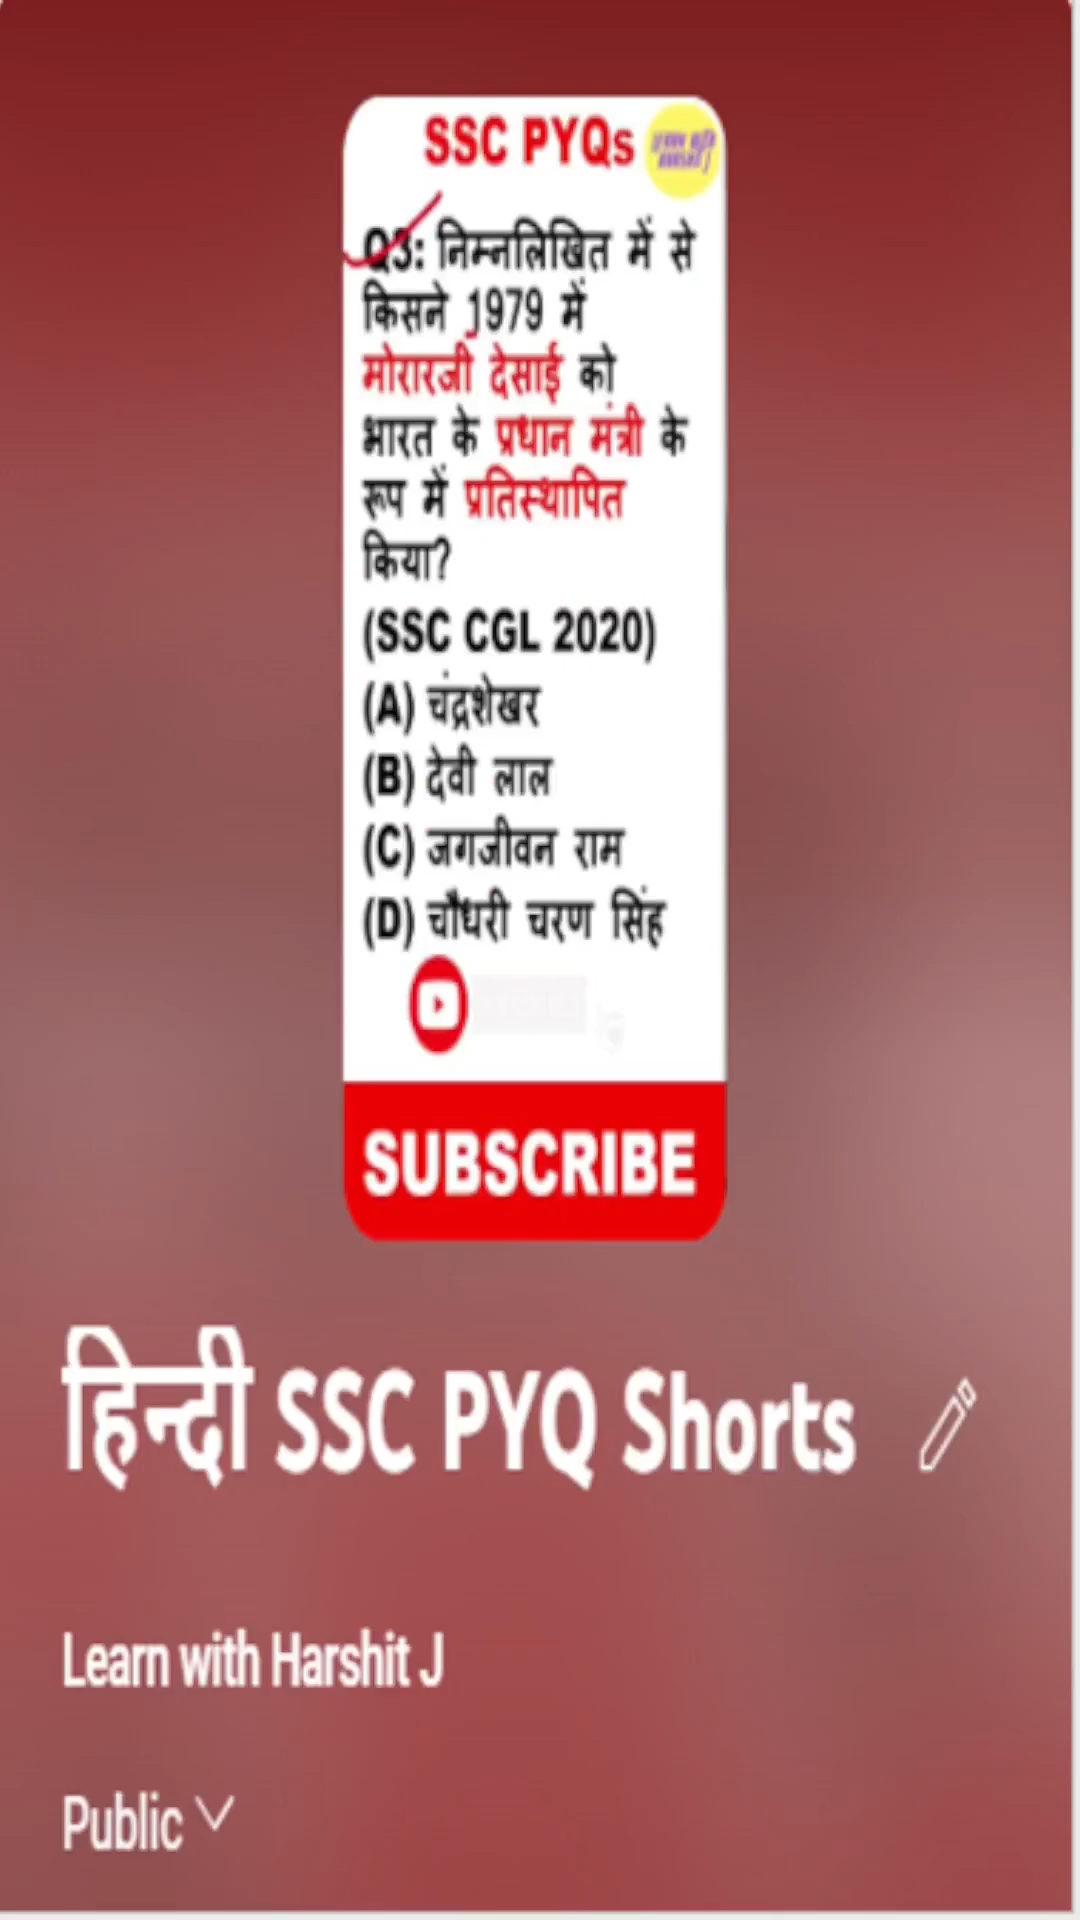 SSC PYQs
Q3: निम्नलिखित में से
किसने 1979 में
मोरारजी देसाई को
भारत के प्रधान मंत्री के
रूप में प्रतिस्थापित
किया?
(SSC CGL 2020)
(A) चंद्रशेखर
(B) देवी लाल
(C) जगजीवन राम
(D) चौधरी चरण सिंह
SUBSCRIBE
हिन्दी SSC PYQ Shorts
Learn with Harshit J
Public